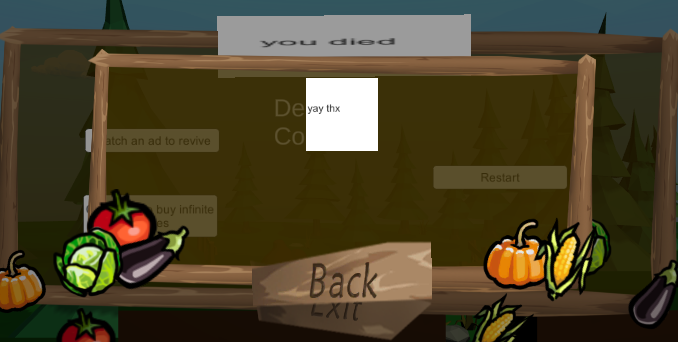 you died
De
Co
yay thx
atch an ad to revive
Restart
buy infinite
es
Back
Exit